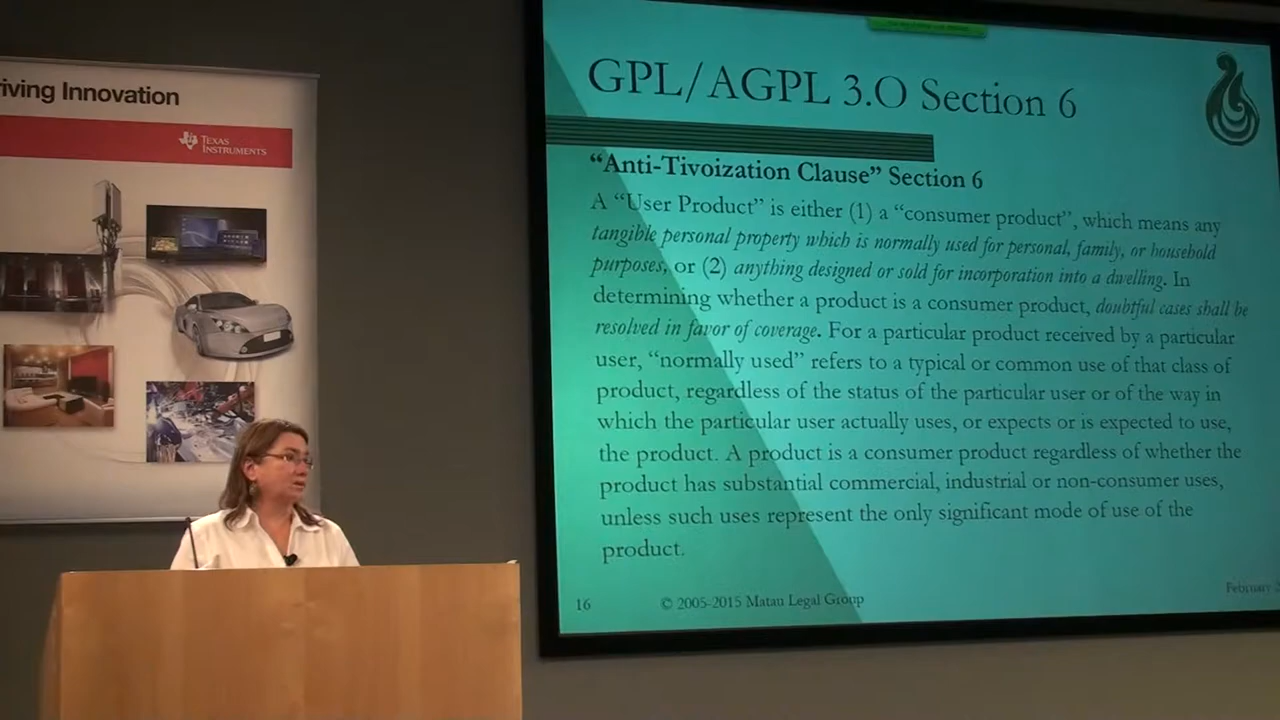 riving Innovation
TEXAS
INSTRUMENTS
GPL/AGPL 3.O Section 6
“Anti-Tivoization Clause” Section 6
A “User Product” is either (1) a “consumer product”, which means any
tangible personal property which is normally used for personal, family, or household
purposes, or (2) anything designed or sold for incorporation into a dwelling. In
determining whether a product is a consumer product, doubtful cases shall be
resolved in favor of coverage. For a particular product received by a particular
user, “normally used” refers to a typical or common use of that class of
product, regardless of the status of the particular user or of the way in
which the particular user actually uses, or expects or is expected to use,
the product. A product is a consumer product regardless of whether the
product has substantial commercial, industrial or non-consumer uses,
unless such uses represent the only significant mode of use of the
product.
16
© 2005-2015 Matau Legal Group
February